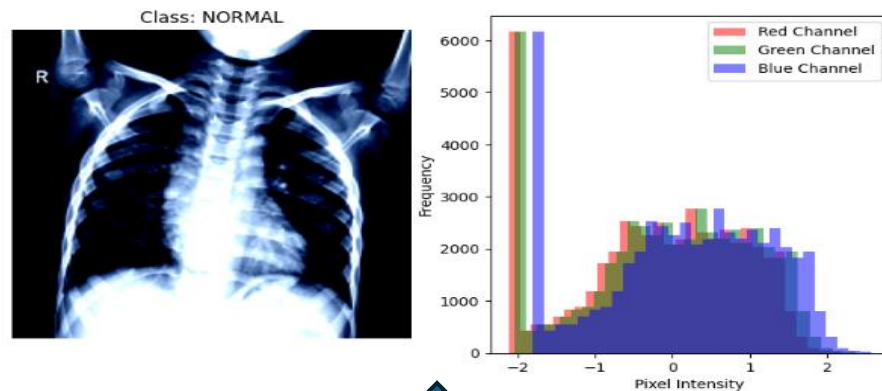 Class: NORMAL
R
Red Channel
Green Channel
Blue Channel
Frequency
6000
5000
4000
3000
2000
1000
0
−2
−1
0
1
2
Pixel Intensity